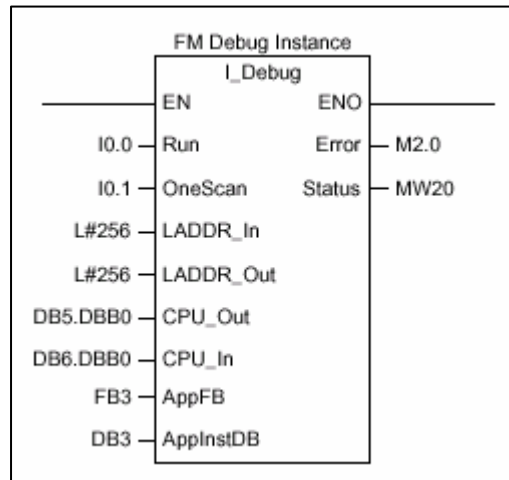 FM Debug Instance
I_Debug
EN ENO
I0.0 Run Error M2.0
I0.1 OneScan Status MW20
L#256 LADDR_In
L#256 LADDR_Out
DB5.DBB0 CPU_Out
DB6.DBB0 CPU_In
FB3 AppFB
DB3 AppInstDB